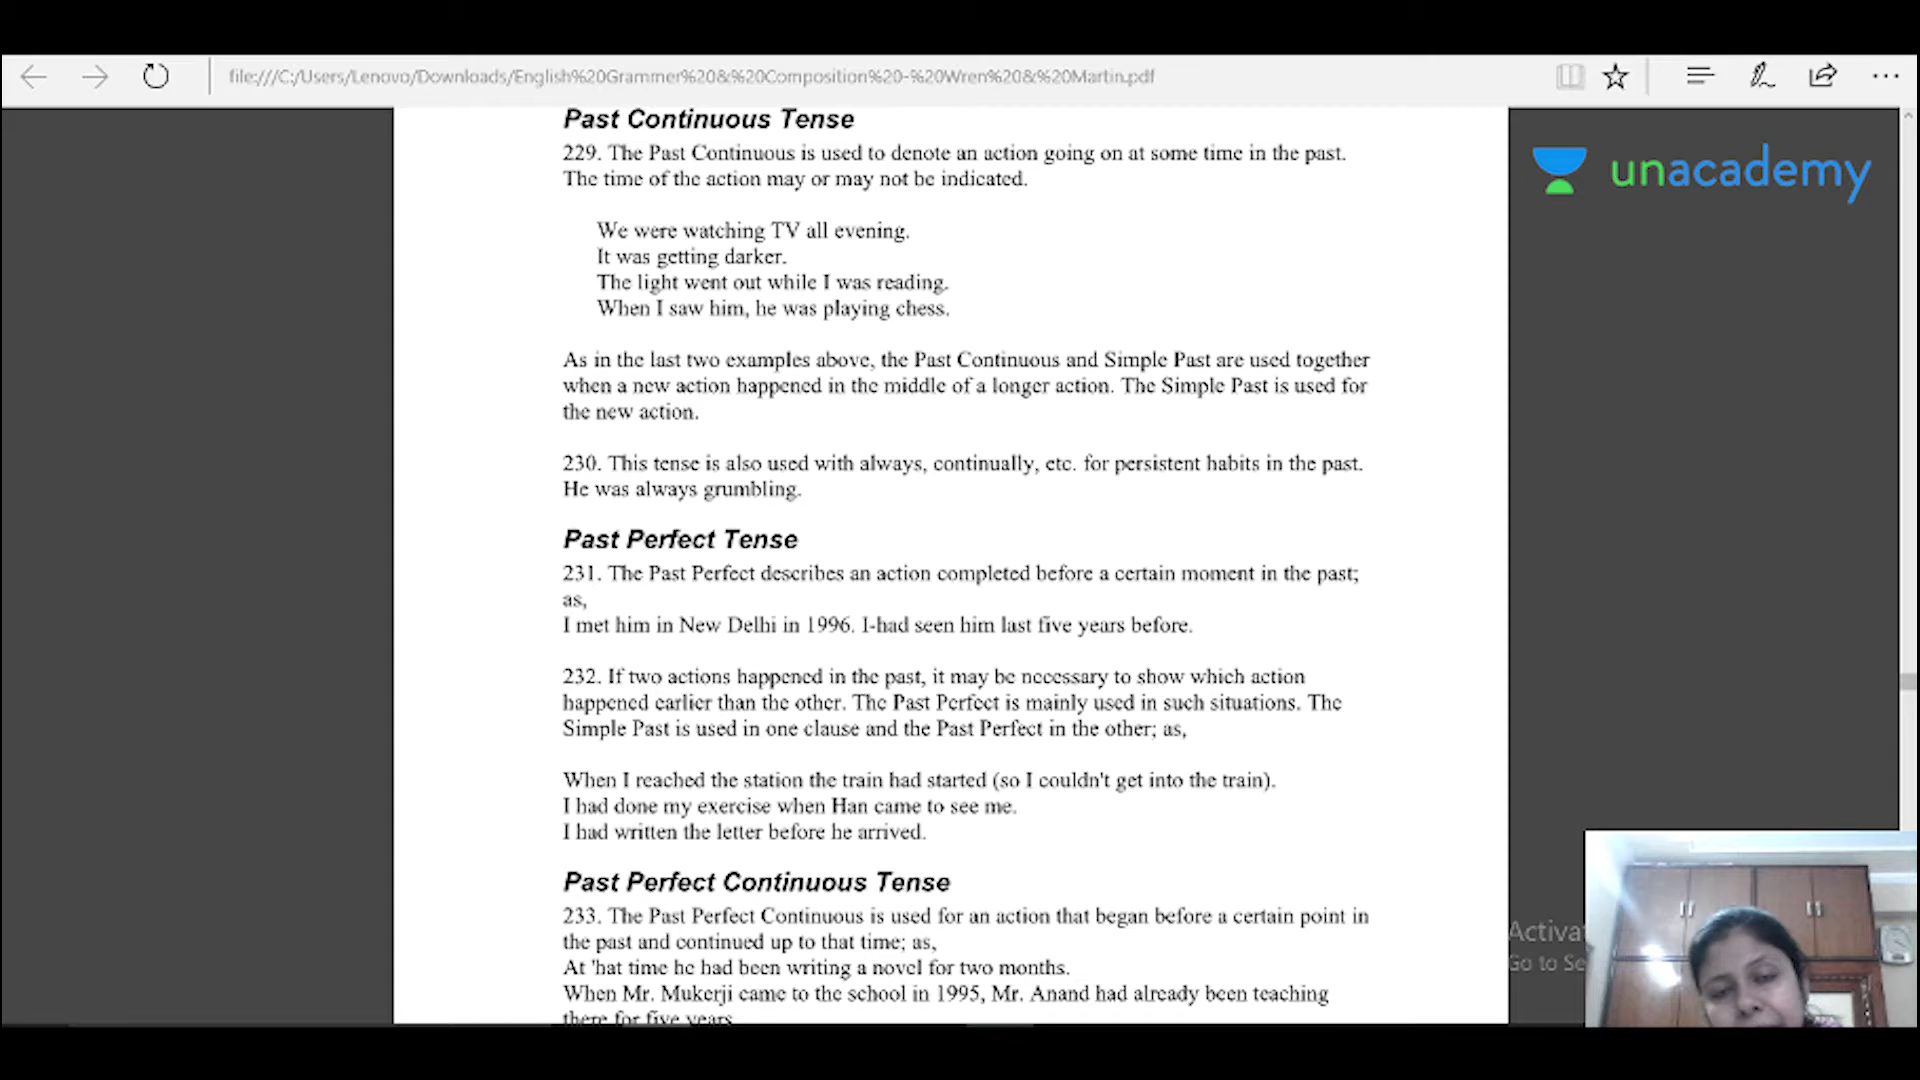 file:///C:/Users/Lenovo/Downloads/English%20Grammer%20&%20Composition%20-%20Wren%20&%20Martin.pdf
unacademy
Past Continuous Tense
229. The Past Continuous is used to denote an action going on at some time in the past.
The time of the action may or may not be indicated.
We were watching TV all evening.
It was getting darker.
The light went out while I was reading.
When I saw him, he was playing chess.
As in the last two examples above, the Past Continuous and Simple Past are used together
when a new action happened in the middle of a longer action. The Simple Past is used for
the new action.
230. This tense is also used with always, continually, etc. for persistent habits in the past.
He was always grumbling.
Past Perfect Tense
231. The Past Perfect describes an action completed before a certain moment in the past;
as,
I met him in New Delhi in 1996. I-had seen him last five years before.
232. If two actions happened in the past, it may be necessary to show which action
happened earlier than the other. The Past Perfect is mainly used in such situations. The
Simple Past is used in one clause and the Past Perfect in the other; as,
When I reached the station the train had started (so I couldn't get into the train).
I had done my exercise when Han came to see me.
I had written the letter before he arrived.
Past Perfect Continuous Tense
233. The Past Perfect Continuous is used for an action that began before a certain point in
the past and continued up to that time; as,
At 'hat time he had been writing a novel for two months.
When Mr. Mukerji came to the school in 1995, Mr. Anand had already been teaching
there for five years
Activa
Go to Se